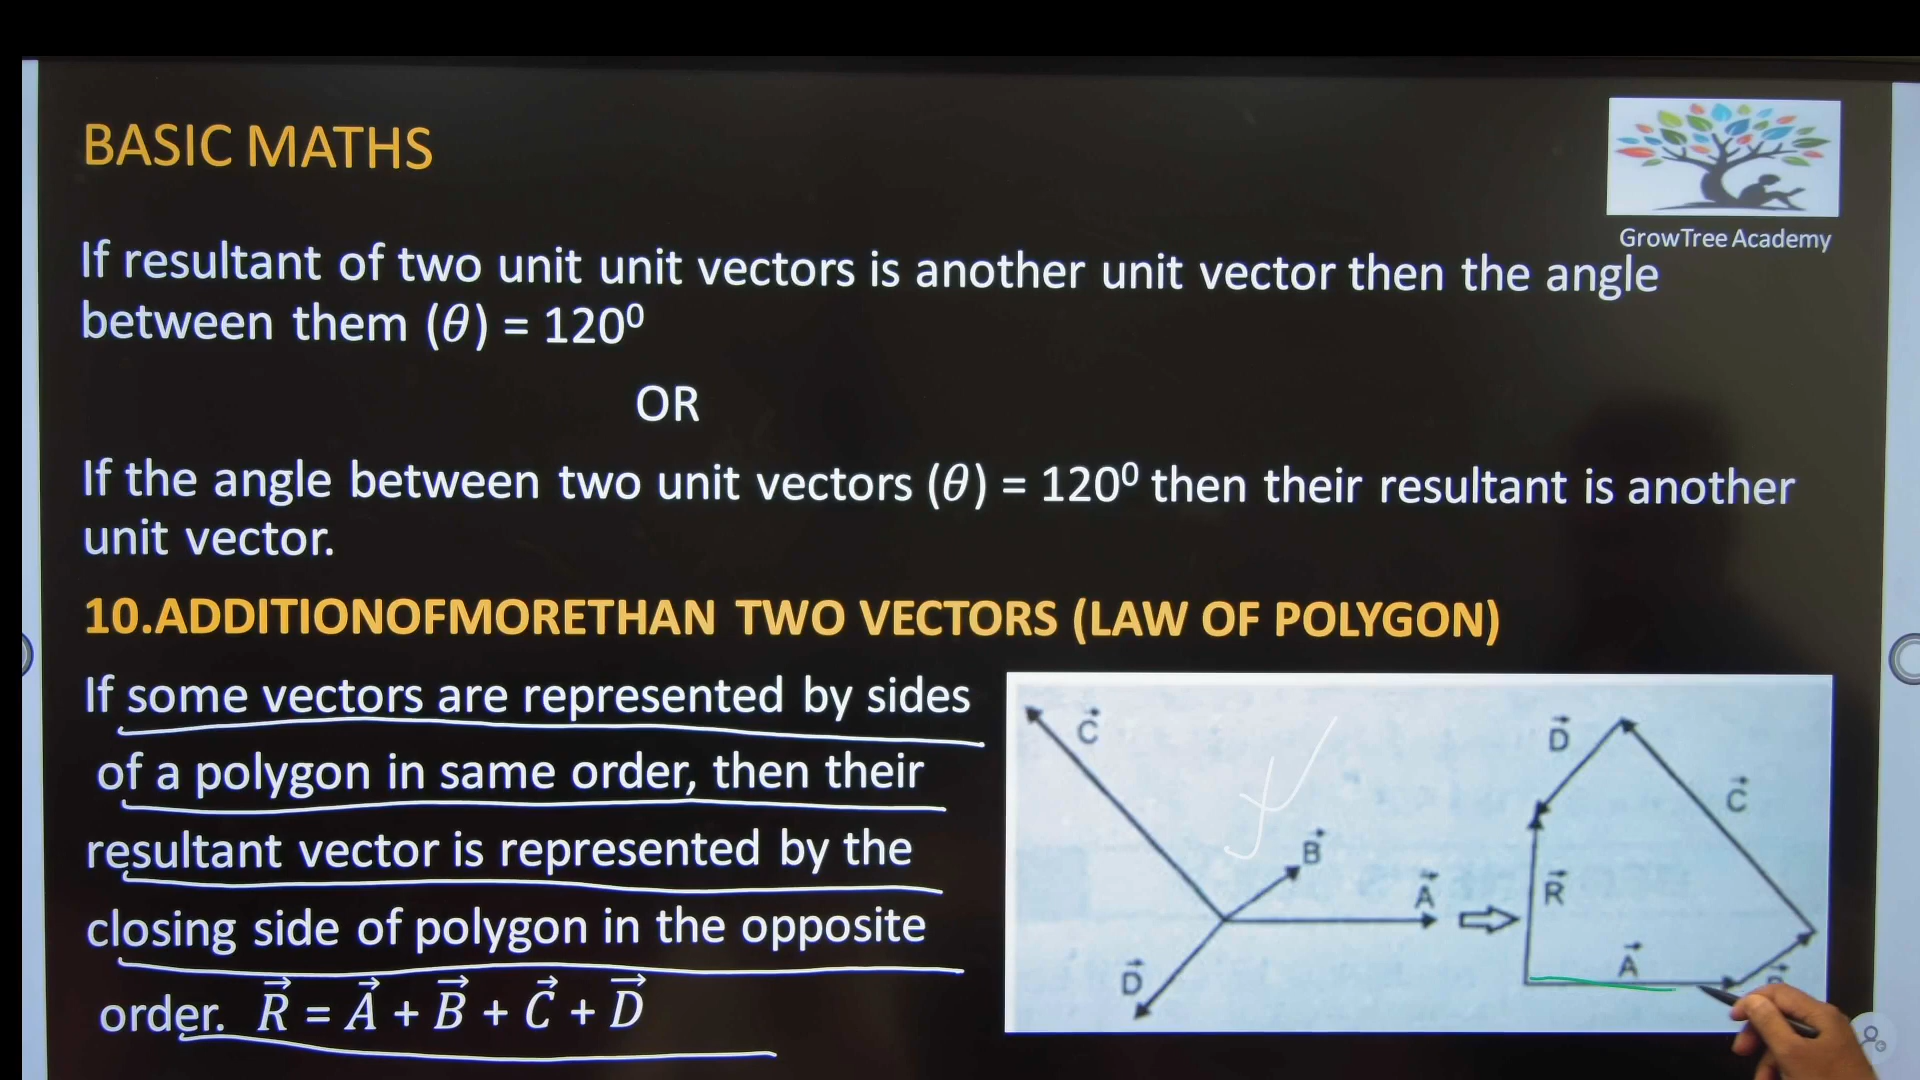 BASIC MATHS
GrowTree Academy
If resultant of two unit unit vectors is another unit vector then the angle
between them (θ) = 120⁰
OR
If the angle between two unit vectors (θ) = 120⁰ then their resultant is another
unit vector.
10.ADDITIONOFMORETHAN TWO VECTORS (LAW OF POLYGON)
If some vectors are represented by sides
of a polygon in same order, then their
resultant vector is represented by the
closing side of polygon in the opposite
order. R⃗ = A⃗ + B⃗ + C⃗ + D⃗
C⃗
B⃗
A⃗
D⃗
D⃗
C⃗
R⃗
A⃗